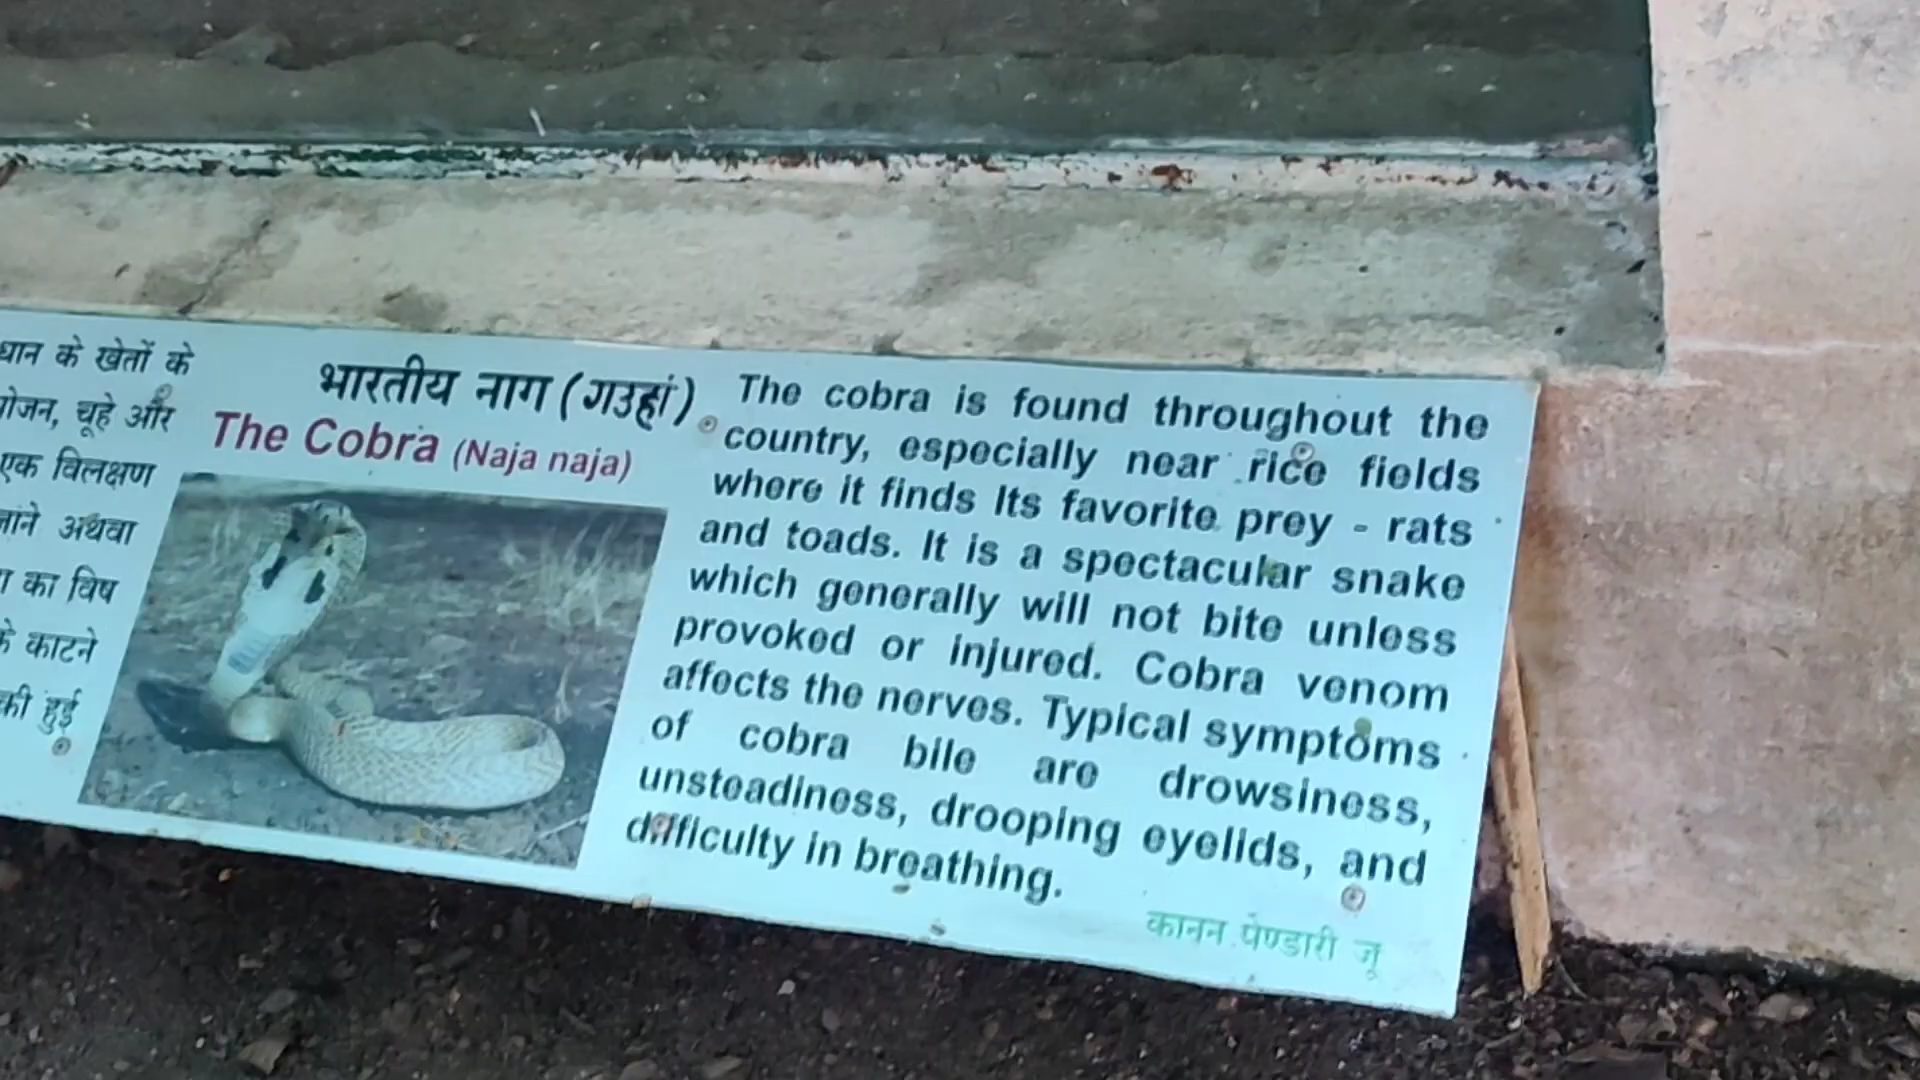 धान के खेतों के
चूहे और
एक विलक्षण
जाने अथवा
का विष
के काटने
की हुई
भारतीय नाग (गउहां)
The Cobra (Naja naja)
The cobra is found throughout the
country, especially near rice fields
where it finds Its favorite prey - rats
and toads. It is a spectacular snake
which generally will not bite unless
provoked or injured. Cobra venom
affects the nerves. Typical symptoms
of cobra bile are drowsiness,
unsteadiness, drooping eyelids, and
difficulty in breathing.
कानन पेण्डारी जू